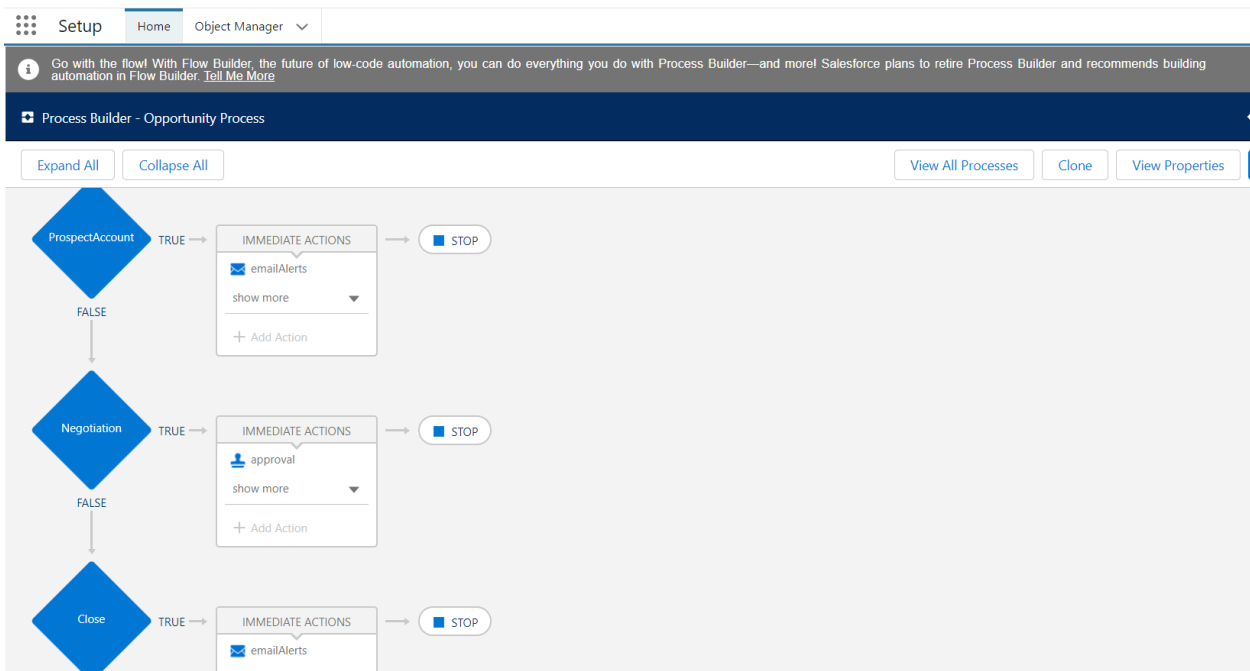 Setup
Home
Object Manager
Go with the flow! With Flow Builder, the future of low-code automation, you can do everything you do with Process Builder—and more! Salesforce plans to retire Process Builder and recommends building
automation in Flow Builder. Tell Me More
Process Builder - Opportunity Process
Expand All
Collapse All
View All Processes
Clone
View Properties
ProspectAccount
TRUE
IMMEDIATE ACTIONS
STOP
emailAlerts
show more
+ Add Action
FALSE
Negotiation
TRUE
IMMEDIATE ACTIONS
STOP
approval
show more
+ Add Action
FALSE
Close
TRUE
IMMEDIATE ACTIONS
STOP
emailAlerts